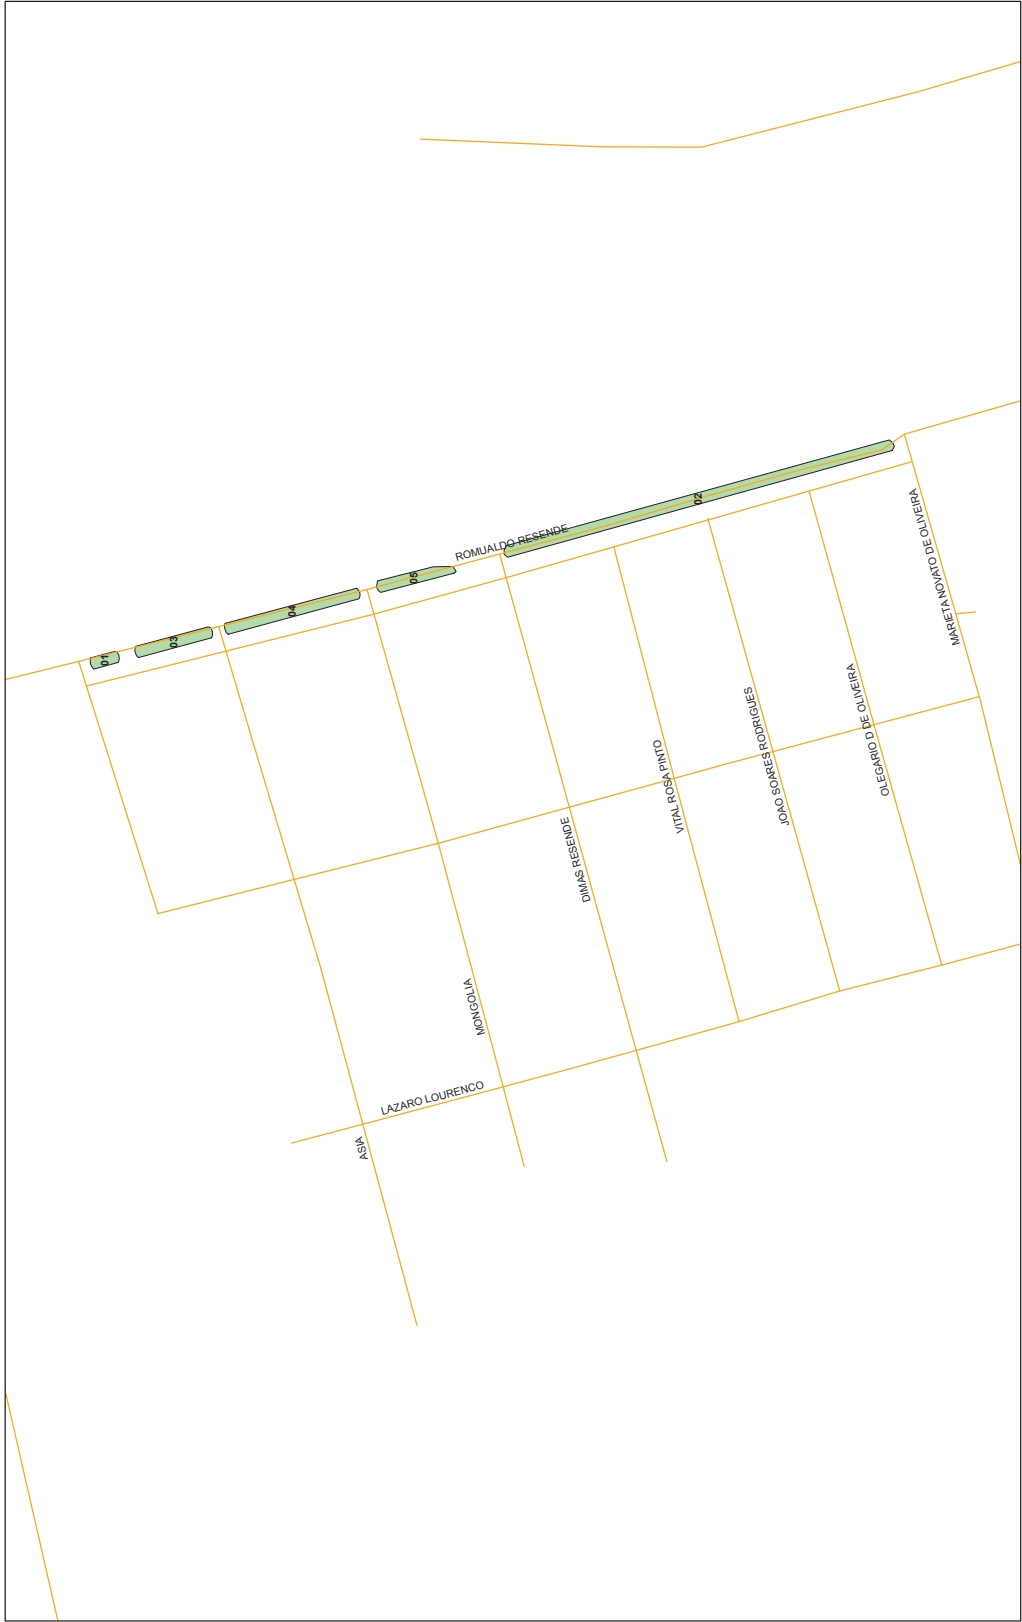 02
ROMUALDO RESENDE
05
04
03
01
MARIETA NOVATO DE OLIVEIRA
OLEGARIO D DE OLIVEIRA
JOAO SOARES RODRIGUES
VITAL ROSA PINTO
DIMAS RESENDE
MONGOLIA
LAZARO LOURENCO
ASIA